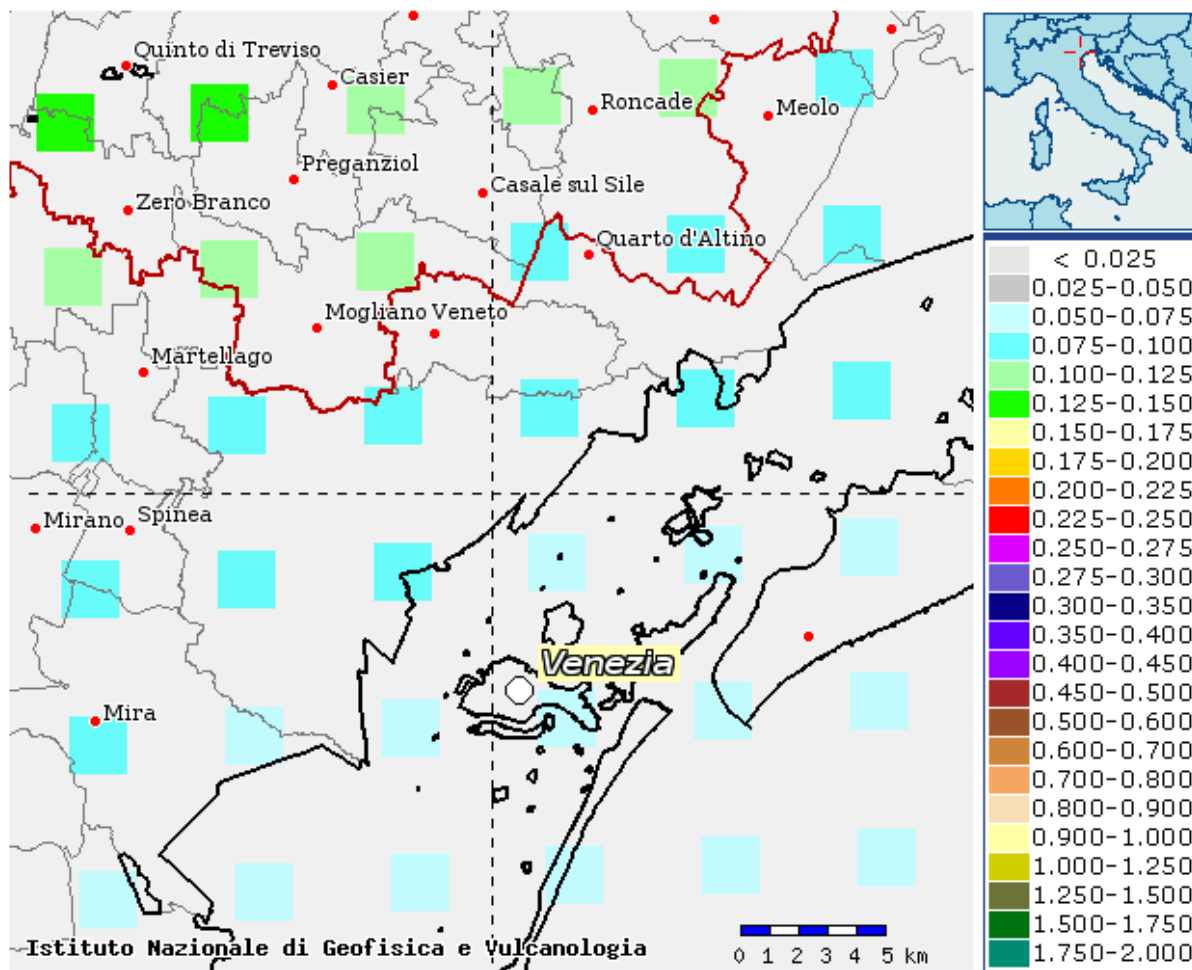 Quinto di Treviso
Casier
Roncade
Meolo
Preganziol
Casale sul Sile
Zero Branco
Quarto d'Altino
Mogliano Veneto
Martellago
Mirano
Spinea
Venezia
Mira
Istituto Nazionale di Geofisica e Vulcanologia
0 1 2 3 4 5 km
< 0.025
0.025-0.050
0.050-0.075
0.075-0.100
0.100-0.125
0.125-0.150
0.150-0.175
0.175-0.200
0.200-0.225
0.225-0.250
0.250-0.275
0.275-0.300
0.300-0.350
0.350-0.400
0.400-0.450
0.450-0.500
0.500-0.600
0.600-0.700
0.700-0.800
0.800-0.900
0.900-1.000
1.000-1.250
1.250-1.500
1.500-1.750
1.750-2.000